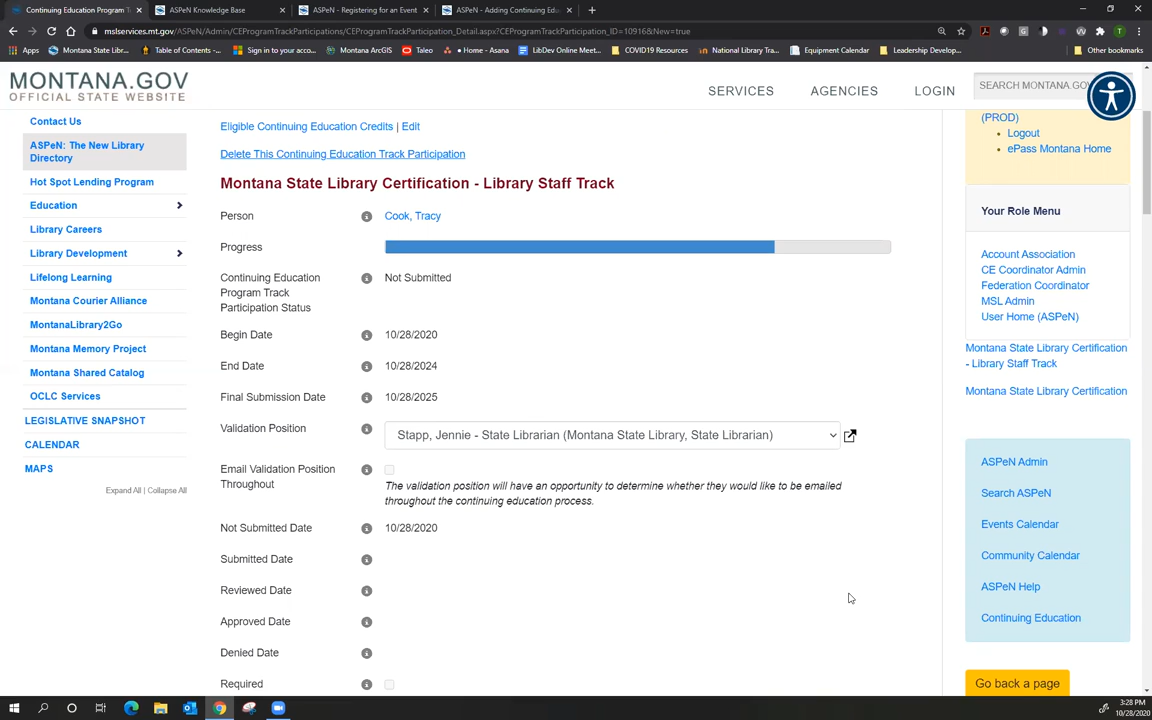 Continuing Education Program T
ASPeN Knowledge Base
ASPeN - Registering for an Event
ASPeN - Adding Continuing Edu
mslservices.mt.gov/ASPeN/Admin/CEProgramTrackParticipations/CEProgramTrackParticipation_Detail.aspx?CEProgramTrackParticipation_ID=10916&New=true
Apps
Montana State Libr...
Table of Contents -...
Sign in to your acco...
Montana ArcGIS
Taleo
Home - Asana
LibDev Online Meet...
COVID19 Resources
National Library Tra...
Equipment Calendar
Leadership Develop...
Other bookmarks
MONTANA.GOV
OFFICIAL STATE WEBSITE
SERVICES
AGENCIES
LOGIN
SEARCH MONTANA.GO
Contact Us
ASPeN: The New Library
Directory
Hot Spot Lending Program
Education
Library Careers
Library Development
Lifelong Learning
Montana Courier Alliance
MontanaLibrary2Go
Montana Memory Project
Montana Shared Catalog
OCLC Services
LEGISLATIVE SNAPSHOT
CALENDAR
MAPS
Expand All | Collapse All
Eligible Continuing Education Credits | Edit
Delete This Continuing Education Track Participation
Montana State Library Certification - Library Staff Track
Person
Cook, Tracy
Progress
Continuing Education
Program Track
Participation Status
Not Submitted
Begin Date
10/28/2020
End Date
10/28/2024
Final Submission Date
10/28/2025
Validation Position
Stapp, Jennie - State Librarian (Montana State Library, State Librarian)
Email Validation Position
Throughout
The validation position will have an opportunity to determine whether they would like to be emailed
throughout the continuing education process.
Not Submitted Date
10/28/2020
Submitted Date
Reviewed Date
Approved Date
Denied Date
Required
(PROD)
Logout
ePass Montana Home
Your Role Menu
Account Association
CE Coordinator Admin
Federation Coordinator
MSL Admin
User Home (ASPeN)
Montana State Library Certification
- Library Staff Track
Montana State Library Certification
ASPeN Admin
Search ASPeN
Events Calendar
Community Calendar
ASPeN Help
Continuing Education
Go back a page
3:28 PM
10/28/2020